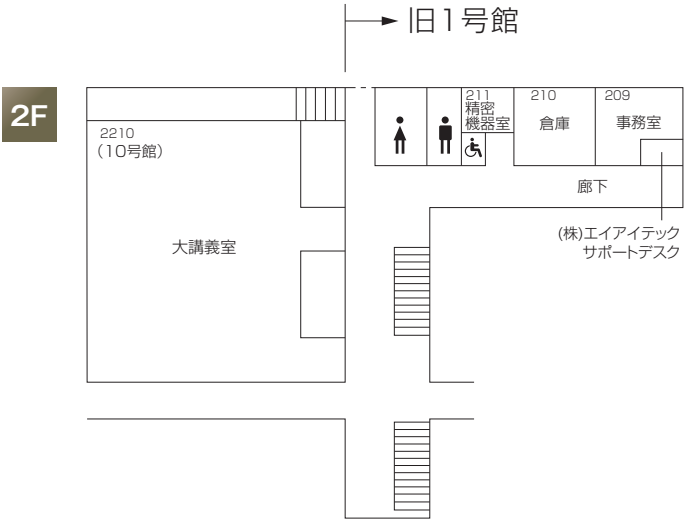 旧1号館
2F
2210
（10号館）
大講義室
211
精密
機器室
210
倉庫
209
事務室
廊下
(株)エイアイテック
サポートデスク